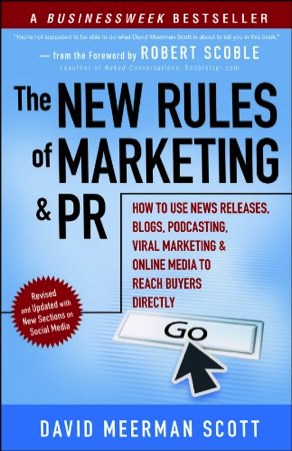 A BUSINESSWEEK BESTSELLER
"You're not supposed to be able to do what David Meerman Scott is about to tell you in this book."
— from the Foreword by ROBERT SCOBLE
coauthor of Naked Conversations, Scobleizer.com
The NEW RULES
of MARKETING
& PR
HOW TO USE NEWS RELEASES,
BLOGS, PODCASTING,
VIRAL MARKETING &
ONLINE MEDIA TO
REACH BUYERS
DIRECTLY
Revised
and Updated with
New Sections on
Social Media
Go
DAVID MEERMAN SCOTT